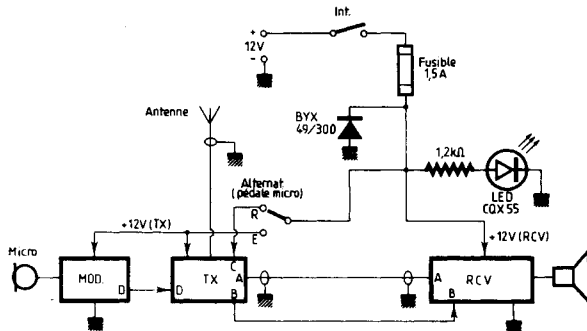 Int.
+
12V
-
Fusible
1,5 A
BYX
49/300
Antenne
1,2kΩ
LED
CQX 55
Alternat.
(pédale micro)
R
E
+12V (TX)
+12V (RCV)
Micro
MOD.
D
D
TX
C
A
B
A
B
RCV